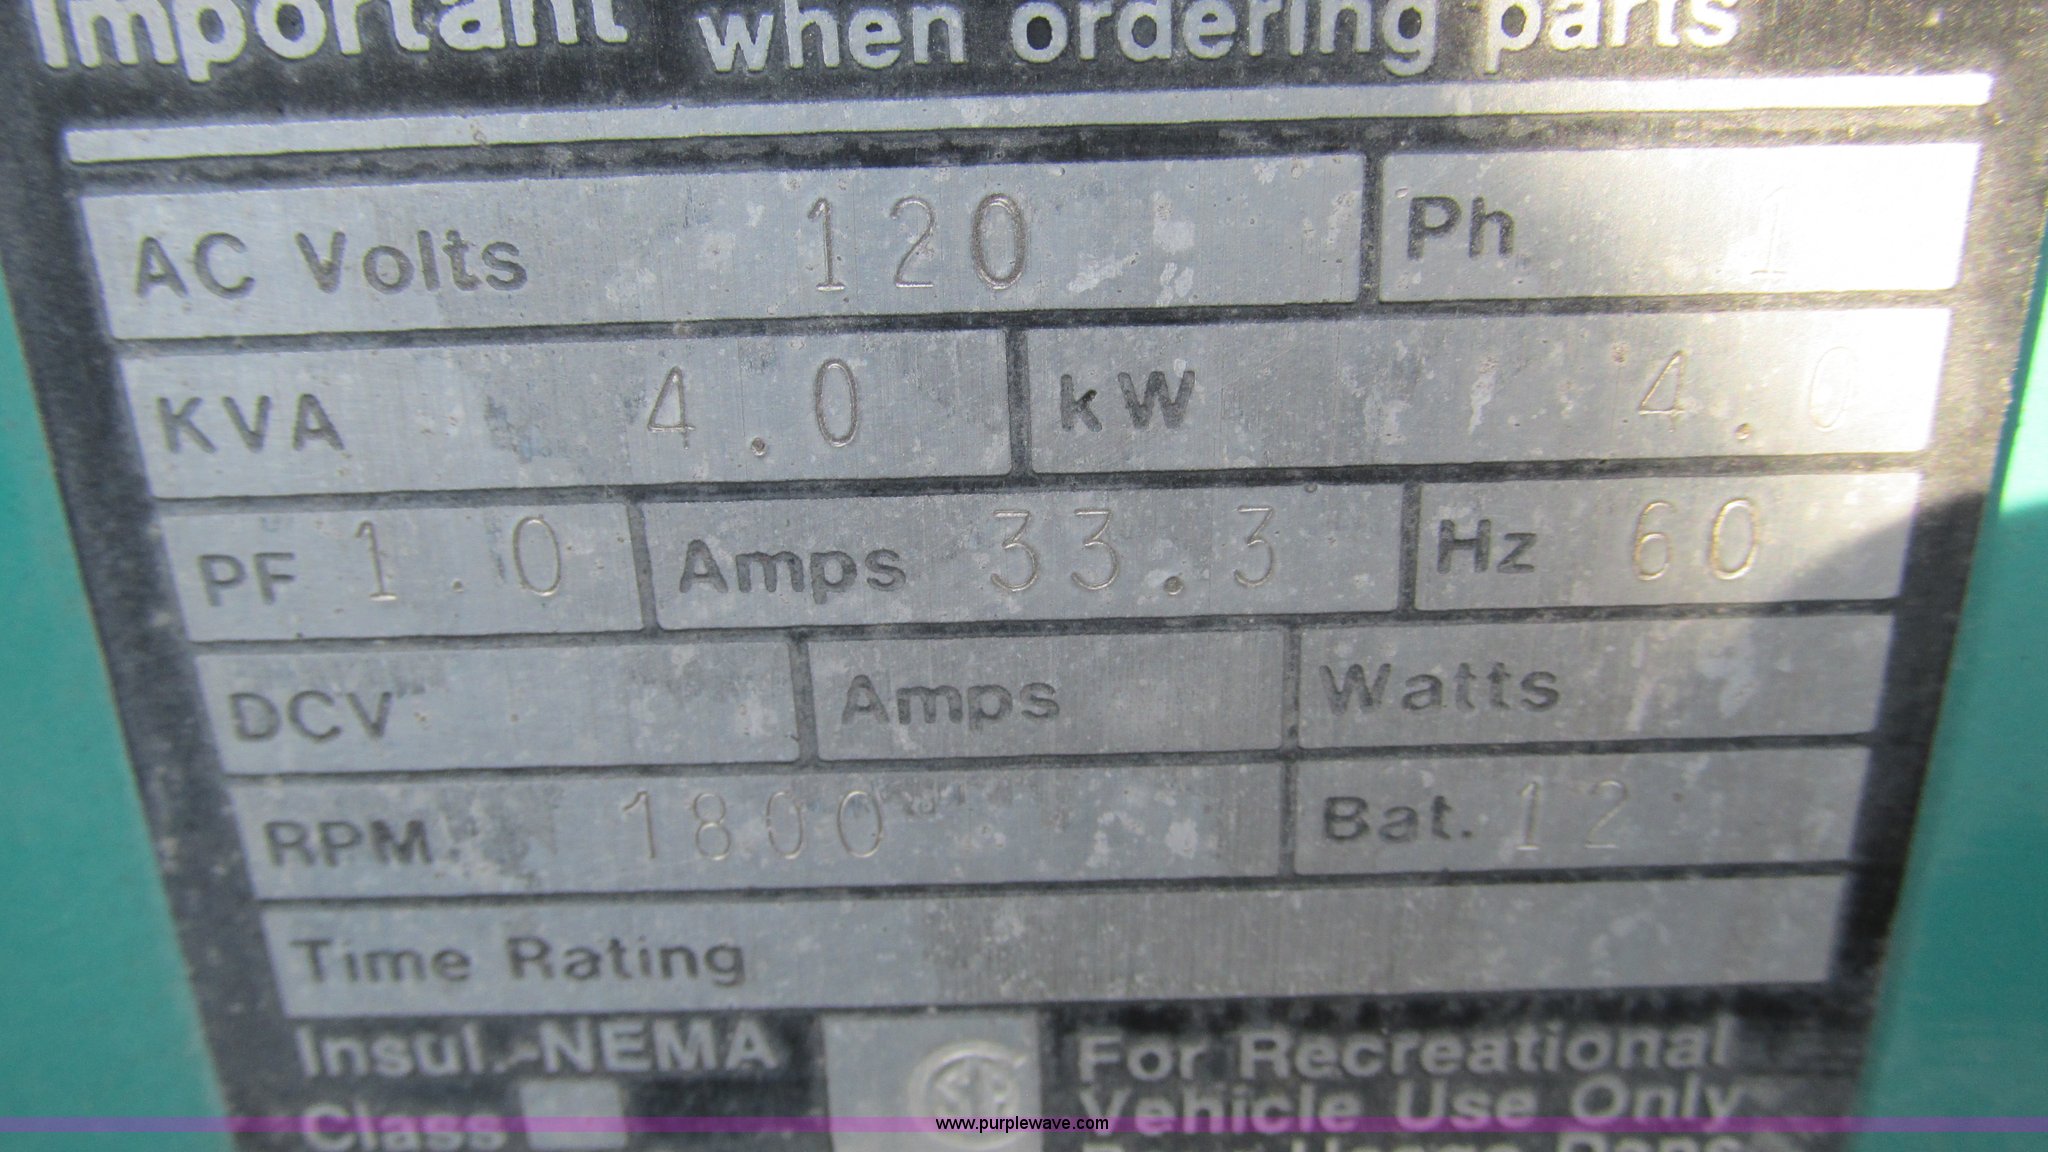 Important when ordering parts
AC Volts 120 Ph 1
KVA 4.0 kW 4.0
PF 1.0 Amps 33.3 Hz 60
DCV Amps Watts
RPM 1800 Bat. 12
Time Rating
Insul.-NEMA
Class
For Recreational
Vehicle Use Only
www.purplewave.com